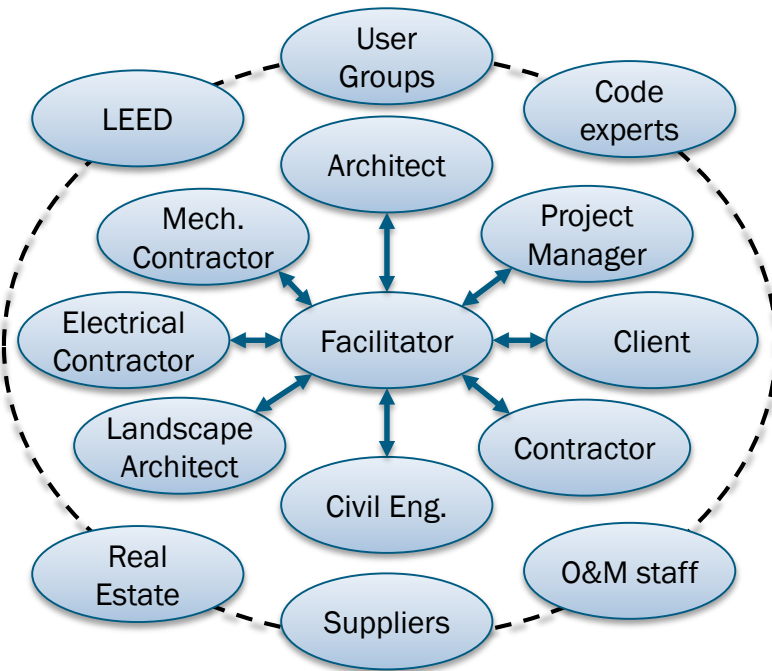 User
Groups
LEED
Code
experts
Architect
Mech.
Contractor
Project
Manager
Electrical
Contractor
Facilitator
Client
Landscape
Architect
Contractor
Civil Eng.
Real
Estate
O&M staff
Suppliers